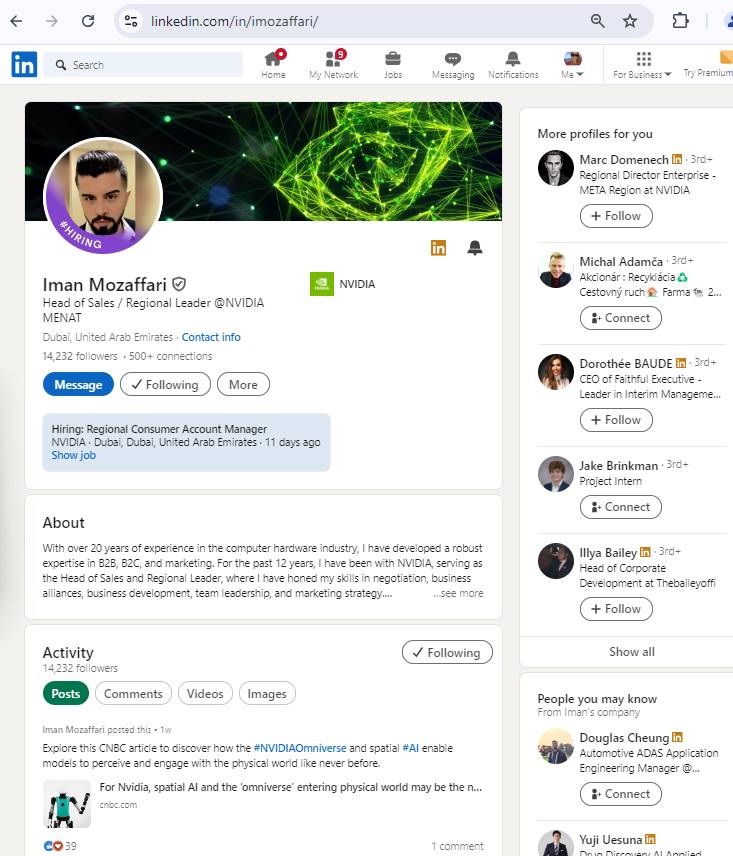 linkedin.com/in/imozaffari/
in
Search
Home
9
My Network
Jobs
Messaging
Notifications
Me
For Business
Try Premium
#HIRING
in
Iman Mozaffari
NVIDIA
Head of Sales / Regional Leader @NVIDIA
MENAT
Dubai, United Arab Emirates · Contact info
14,232 followers · 500+ connections
Message
Following
More
Hiring: Regional Consumer Account Manager
NVIDIA · Dubai, Dubai, United Arab Emirates · 11 days ago
Show job
About
With over 20 years of experience in the computer hardware industry, I have developed a robust
expertise in B2B, B2C, and marketing. For the past 12 years, I have been with NVIDIA, serving as
the Head of Sales and Regional Leader, where I have honed my skills in negotiation, business
alliances, business development, team leadership, and marketing strategy....
...see more
Activity
14,232 followers
Following
Posts
Comments
Videos
Images
Iman Mozaffari posted this • 1w
Explore this CNBC article to discover how the #NVIDIAOmniverse and spatial #AI enable
models to perceive and engage with the physical world like never before.
For Nvidia, spatial AI and the ‘omniverse’ entering physical world may be the n...
cnbc.com
39
1 comment
More profiles for you
Marc Domenech in · 3rd+
Regional Director Enterprise -
META Region at NVIDIA
+ Follow
Michal Adamča · 3rd+
Akcionár : Recyklácia♻️
Cestovný ruch🏠 Farma 🐄 2...
Connect
Dorothée BAUDE in · 3rd+
CEO of Faithful Executive -
Leader in Interim Manageme...
+ Follow
Jake Brinkman · 3rd+
Project Intern
Connect
Illya Bailey in · 3rd+
Head of Corporate
Development at Thebaileyoffi
+ Follow
Show all
People you may know
From Iman's company
Douglas Cheung in
Automotive ADAS Application
Engineering Manager @...
Connect
Yuji Uesuna in
Drug Discovery AI Applied